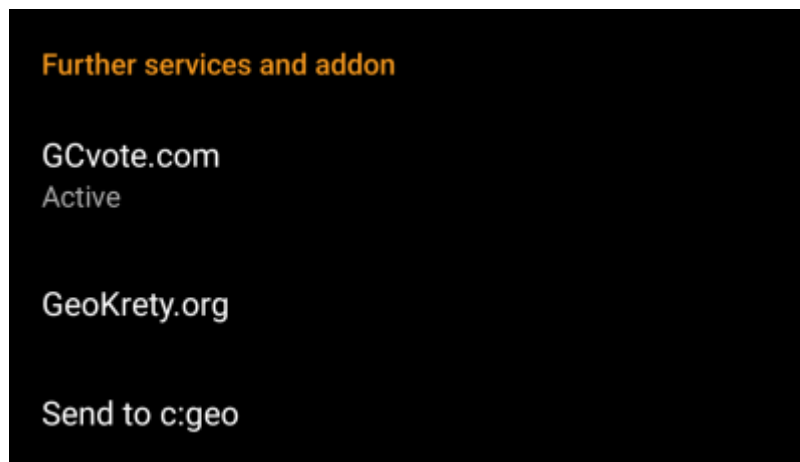 Further services and addon
GCvote.com
Active
GeoKrety.org
Send to c:geo